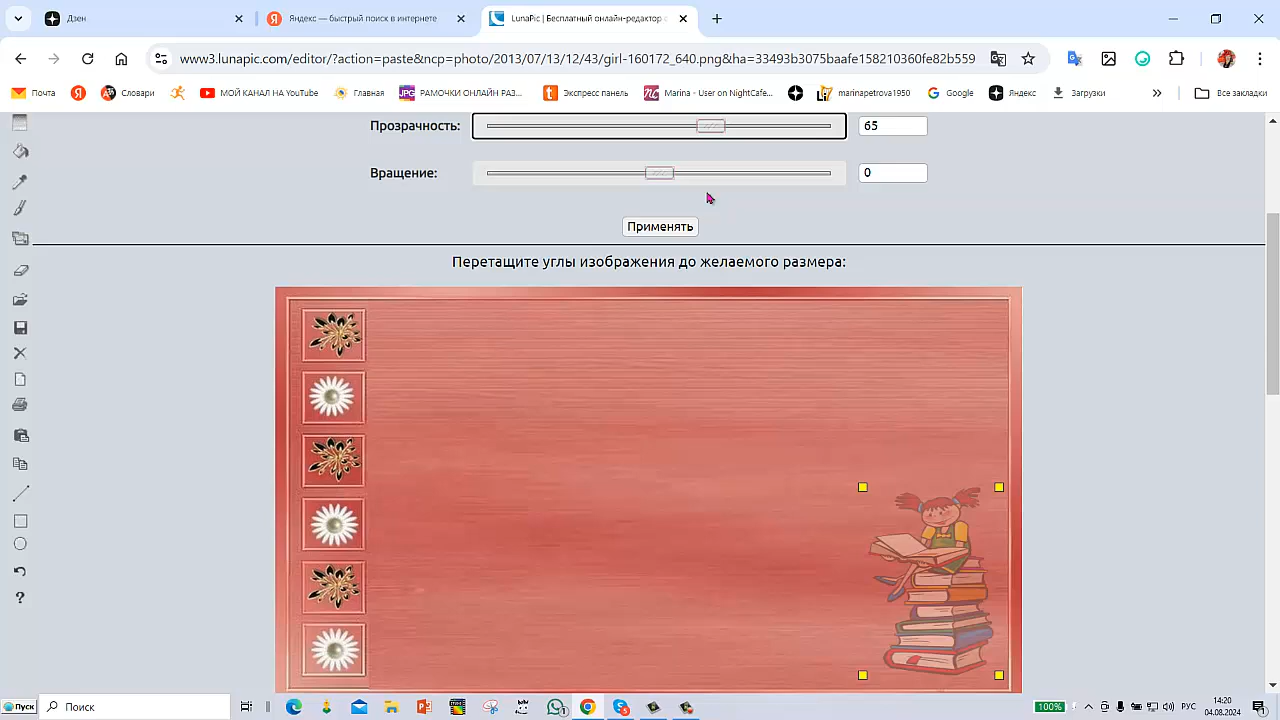 Дзен
Яндекс — быстрый поиск в интернете
LunaPic | Бесплатный онлайн-редактор
www3.lunapic.com/editor/?action=paste&ncp=photo/2013/07/13/12/43/girl-160172_640.png&ha=33493b3075baafe158210360fe82b559
Почта
Словари
МОЙ КАНАЛ НА YouTube
Главная
РАМОЧКИ ОНЛАЙН РАЗ...
Экспресс панель
Marina - User on NightCafe...
marinapetrova1950
Google
Яндекс
Загрузки
Все закладки
Прозрачность:
65
Вращение:
0
Применять
Перетащите углы изображения до желаемого размера:
Пуск
Поиск
100%
РУС
14:20
04.08.2024